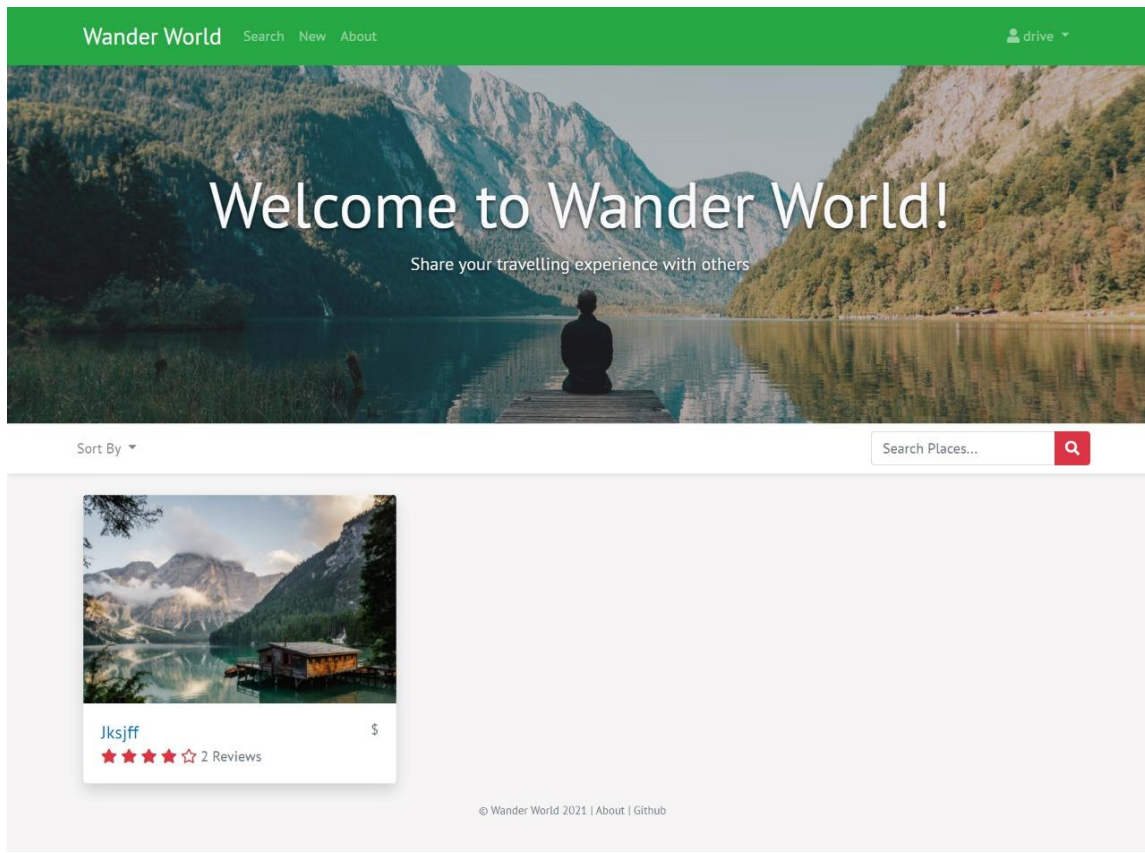 Wander World Search New About drive
Welcome to Wander World!
Share your travelling experience with others
Sort By Search Places...
Jksjff $
2 Reviews
© Wander World 2021 | About | Github